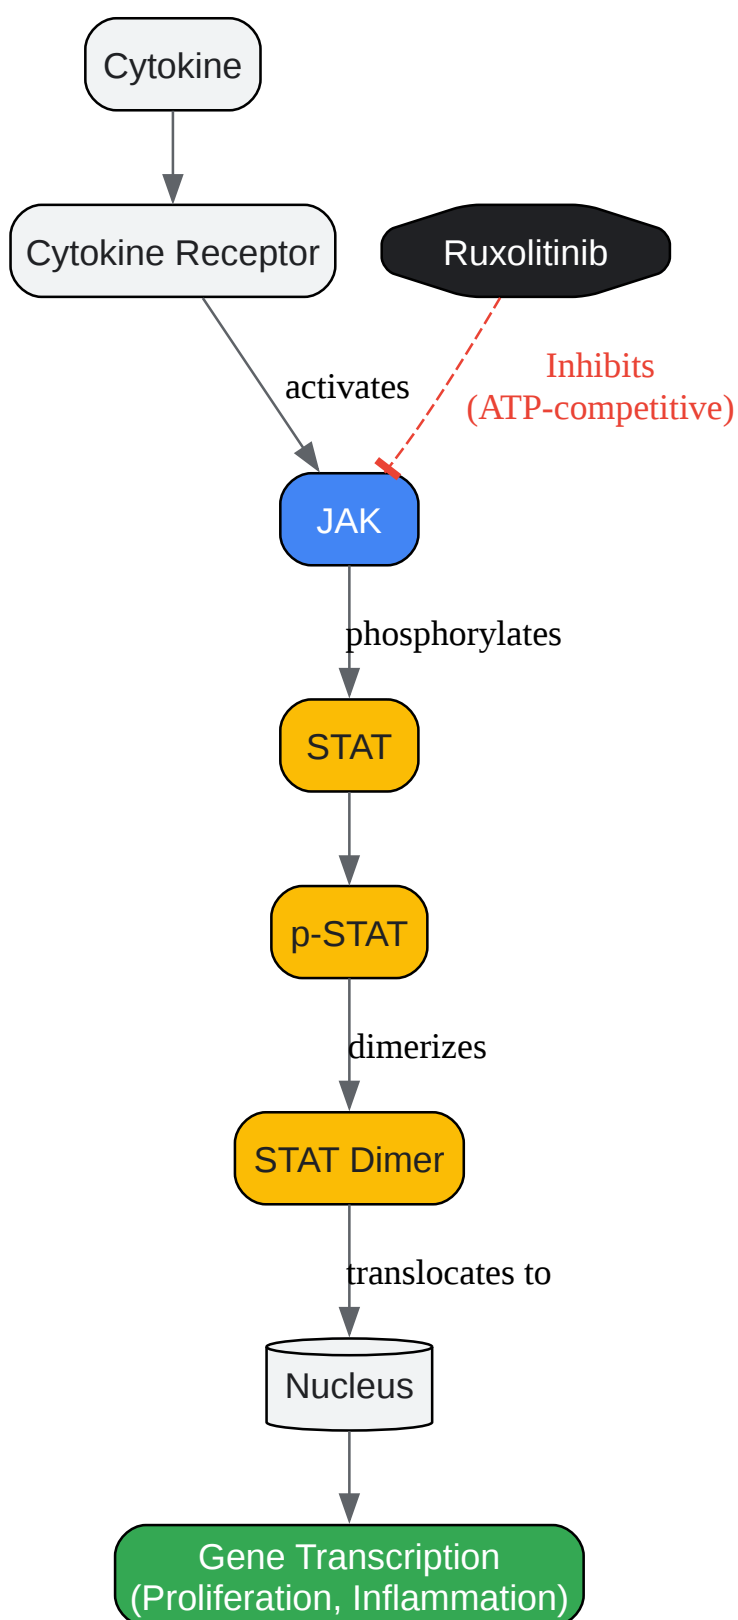 Cytokine
Cytokine Receptor
Ruxolitinib
activates
Inhibits
(ATP-competitive)
JAK
phosphorylates
STAT
p-STAT
dimerizes
STAT Dimer
translocates to
Nucleus
Gene Transcription
(Proliferation, Inflammation)